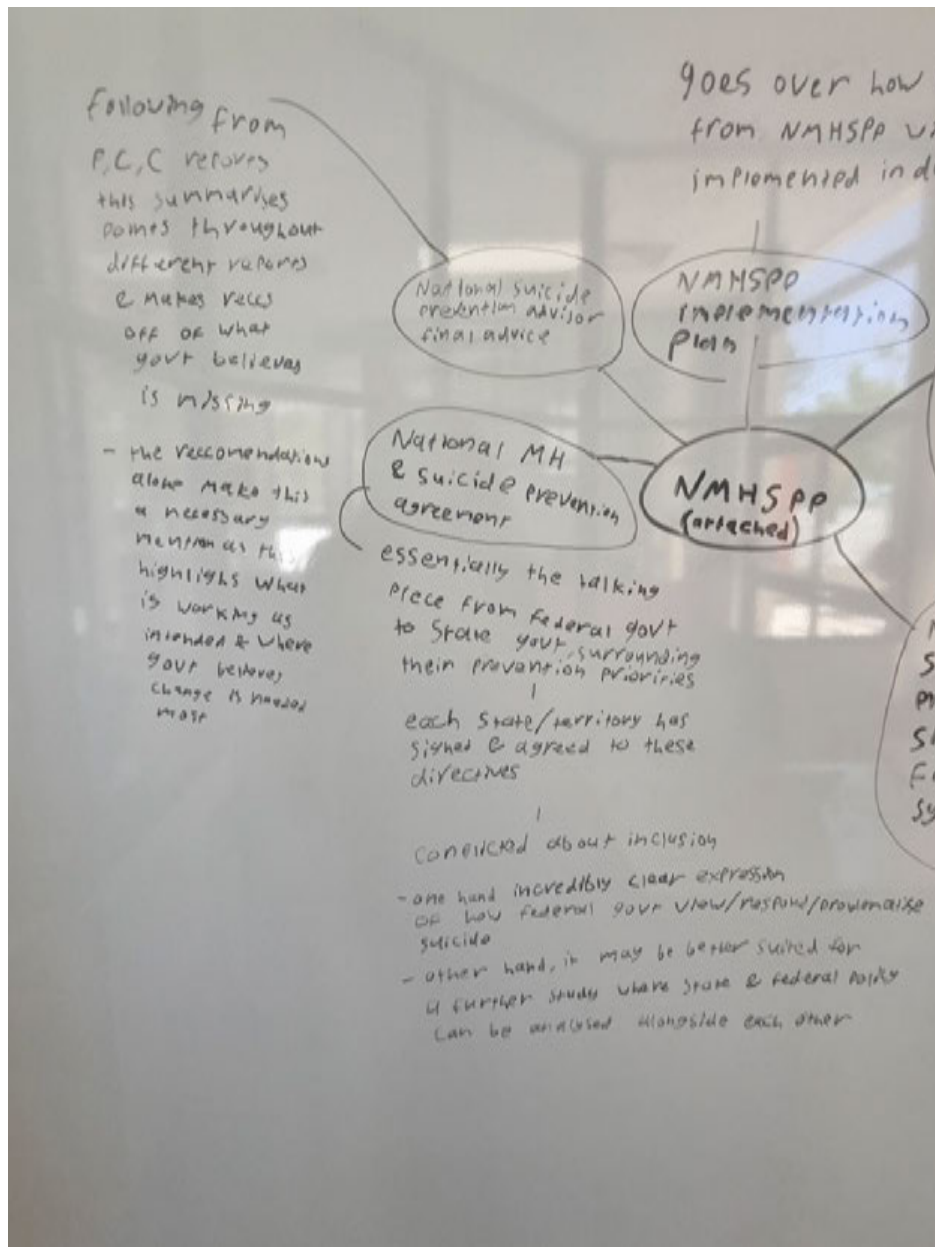 Following from
P, C, C repores
this summarises
points throughout
different repores
& makes reccs
off of what
govt believes
is missing
- the reccomendations
alone make this
a necessary
mention as this
highlighs what
is working as
intended & where
govt believes
change is needed
most
National suicide
prevention advisor
final advice
goes over how
from NMHSPP
implemented in
NMHSPP
implementation
Plan
National MH
& suicide prevention
agreement
NMHSPP
(attached)
essentially the talking
piece from federal govt
to State govt, surrounding
their prevention priorities
each State/territory has
signed & agreed to these
directives
conflicted about inclusion
- one hand incredibly clear expression
of how federal govt view/respond/problematise
suicide
- other hand, it may be better suited for
a further study where state & federal policy
can be analysed alongside each other